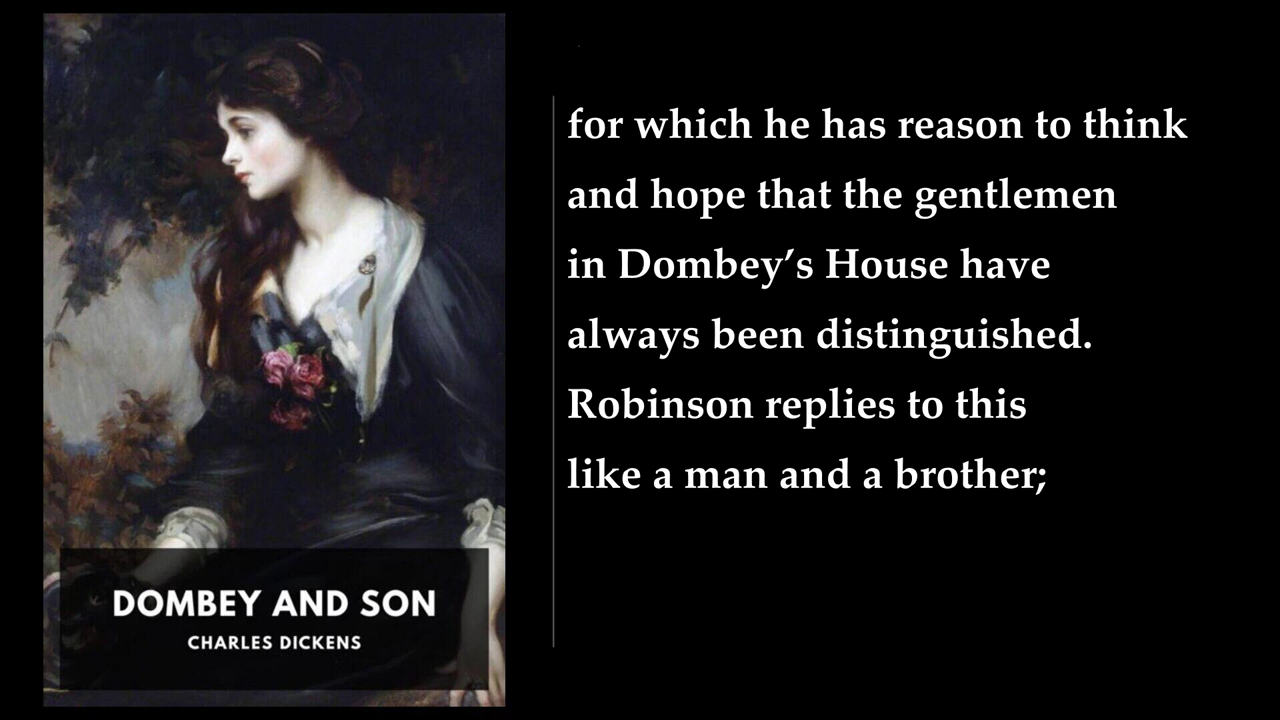 DOMBEY AND SON
CHARLES DICKENS
for which he has reason to think
and hope that the gentlemen
in Dombey’s House have
always been distinguished.
Robinson replies to this
like a man and a brother;